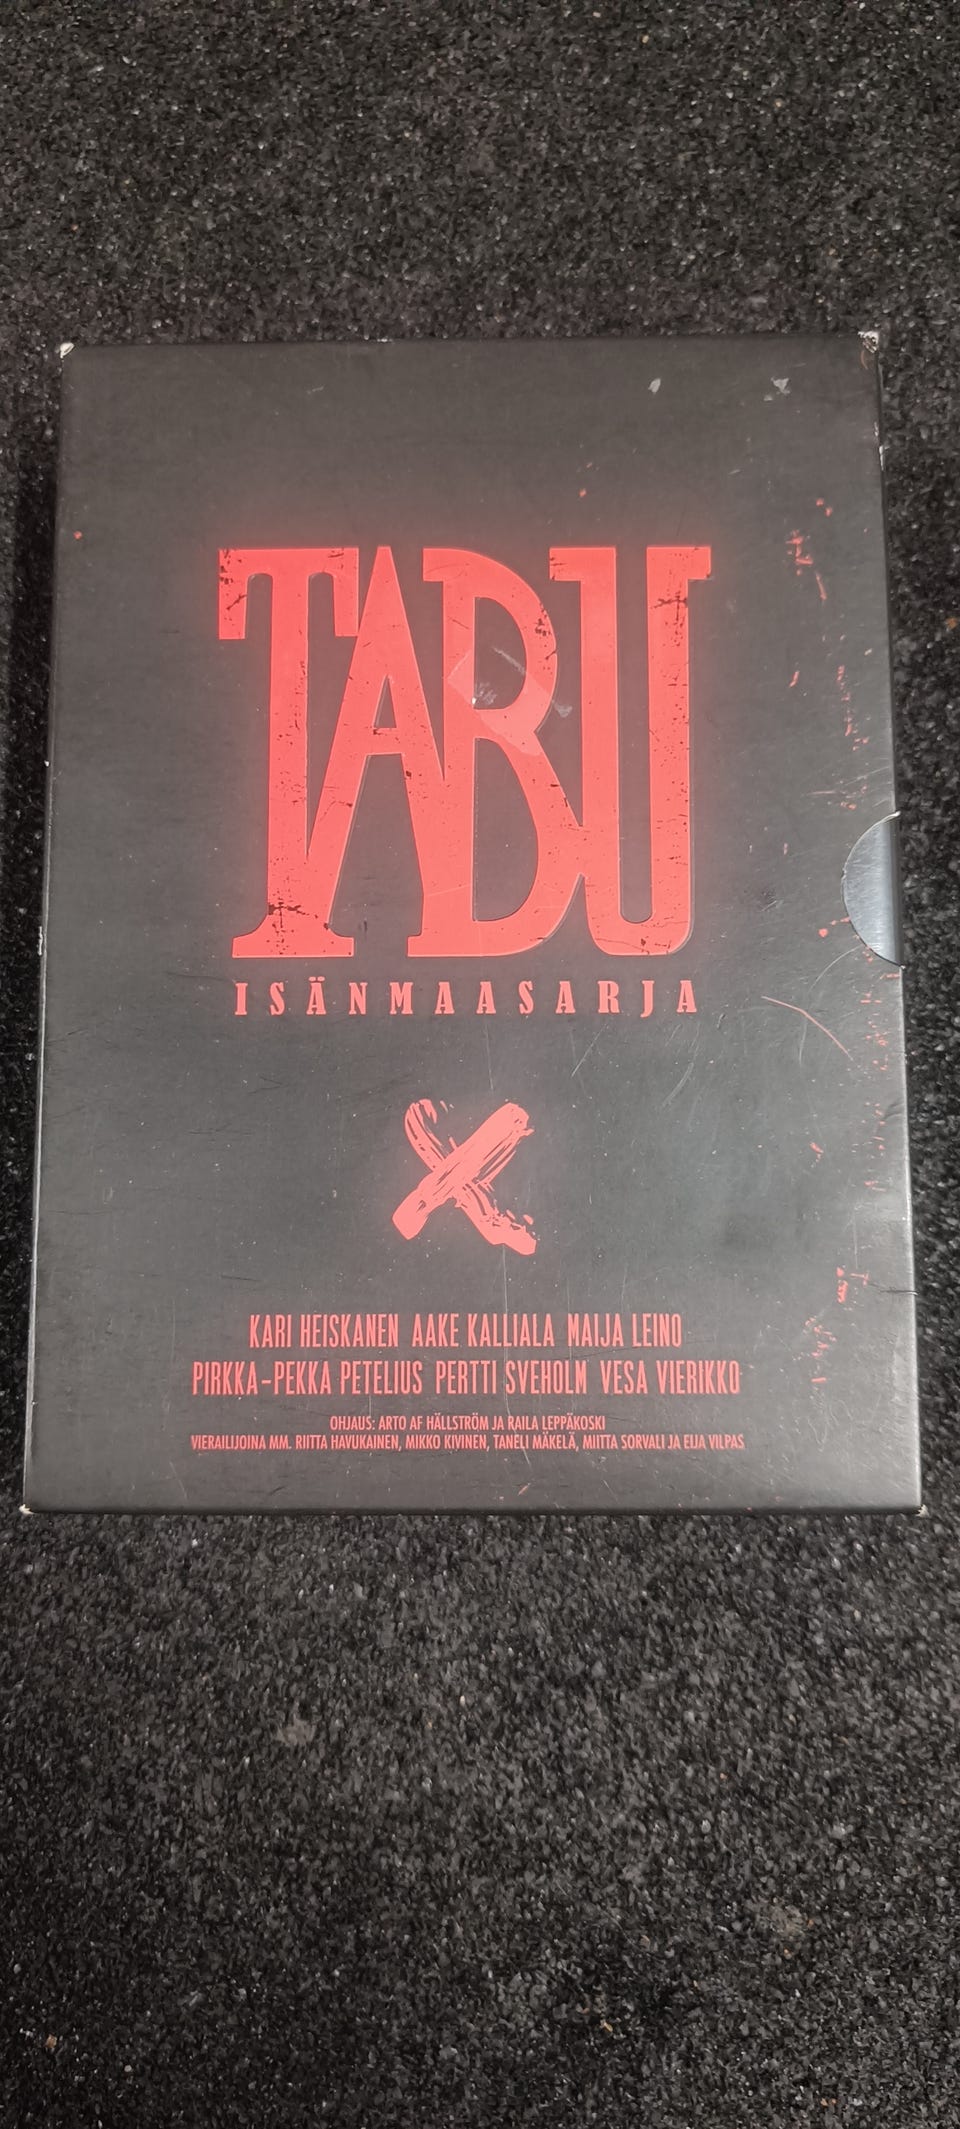 TABU
ISÄNMAASARJA
KARI HEISKANEN AAKE KALLIALA MAIJA LEINO
PIRKKA-PEKKA PETELIUS PERTTI SVEHOLM VESA VIERIKKO
OHJAUS: ARTO AF HÄLLSTRÖM JA RAILA LEPPÄKOSKI
VIERAILIJOINA MM. RIITTA HAVUKAINEN, MIKKO KIVINEN, TANELI MÄKELÄ, MIITTA SORVALI JA EIJA VILPAS